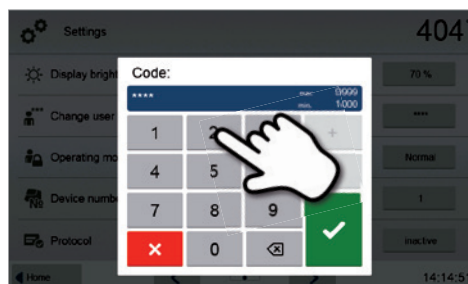 Settings
404
Code:
****
max. 9999
min. 1000
Display bright
70 %
Change user
****
Operating mo
Normal
Device numb
1
Protocol
inactive
1
2
+
4
5
7
8
9
0
Home
14:14:5